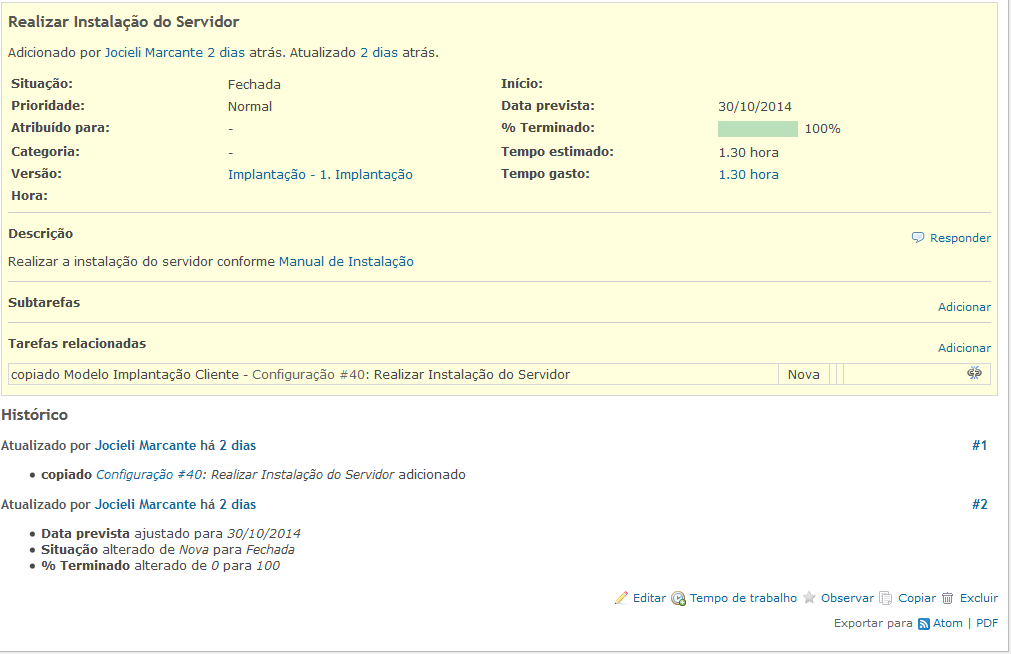 Realizar Instalação do Servidor
Adicionado por Jocieli Marcante 2 dias atrás. Atualizado 2 dias atrás.
Situação: Fechada Início:
Prioridade: Normal Data prevista: 30/10/2014
Atribuído para: - % Terminado: 100%
Categoria: - Tempo estimado: 1.30 hora
Versão: Implantação - 1. Implantação Tempo gasto: 1.30 hora
Hora:
Descrição
Responder
Realizar a instalação do servidor conforme Manual de Instalação
Subtarefas
Adicionar
Tarefas relacionadas
Adicionar
copiado Modelo Implantação Cliente - Configuração #40: Realizar Instalação do Servidor Nova
Histórico
Atualizado por Jocieli Marcante há 2 dias #1
• copiado Configuração #40: Realizar Instalação do Servidor adicionado
Atualizado por Jocieli Marcante há 2 dias #2
• Data prevista ajustado para 30/10/2014
• Situação alterado de Nova para Fechada
• % Terminado alterado de 0 para 100
Editar Tempo de trabalho Observar Copiar Excluir
Exportar para Atom | PDF